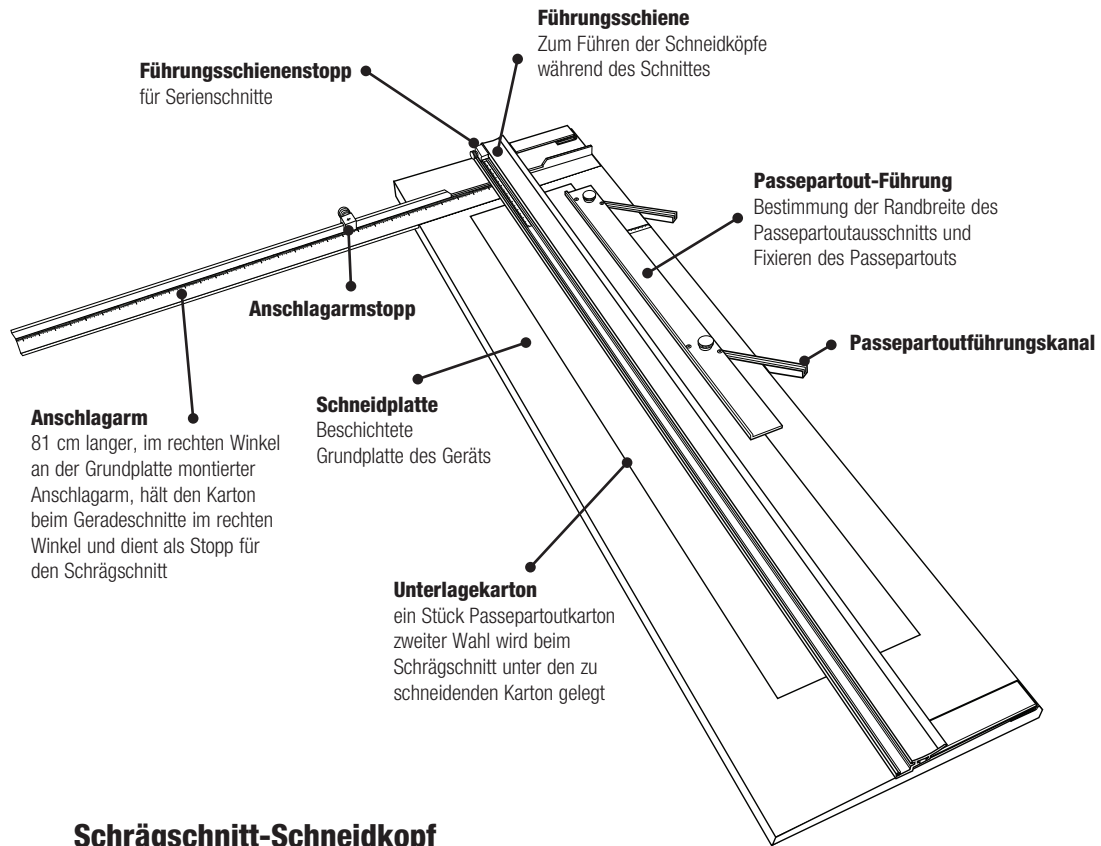 Führungsschiene
Zum Führen der Schneidköpfe
während des Schnittes
Führungsschienenstopp
für Serienschnitte
Passepartout-Führung
Bestimmung der Randbreite des
Passepartoutausschnitts und
Fixieren des Passepartouts
Anschlagarmstopp
Passepartoutführungskanal
Anschlagarm
81 cm langer, im rechten Winkel
an der Grundplatte montierter
Anschlagarm, hält den Karton
beim Geradeschnitte im rechten
Winkel und dient als Stopp für
den Schrägschnitt
Schneidplatte
Beschichtete
Grundplatte des Geräts
Unterlagekarton
ein Stück Passepartoutkarton
zweiter Wahl wird beim
Schrägschnitt unter den zu
schneidenden Karton gelegt
Schrägschnitt-Schneidkopf